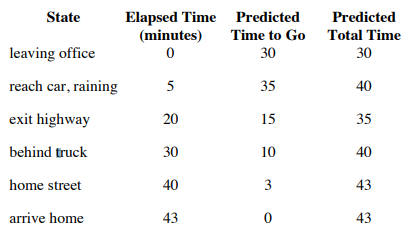 State Elapsed Time Predicted Predicted
(minutes) Time to Go Total Time
leaving office 0 30 30
reach car, raining 5 35 40
exit highway 20 15 35
behind truck 30 10 40
home street 40 3 43
arrive home 43 0 43